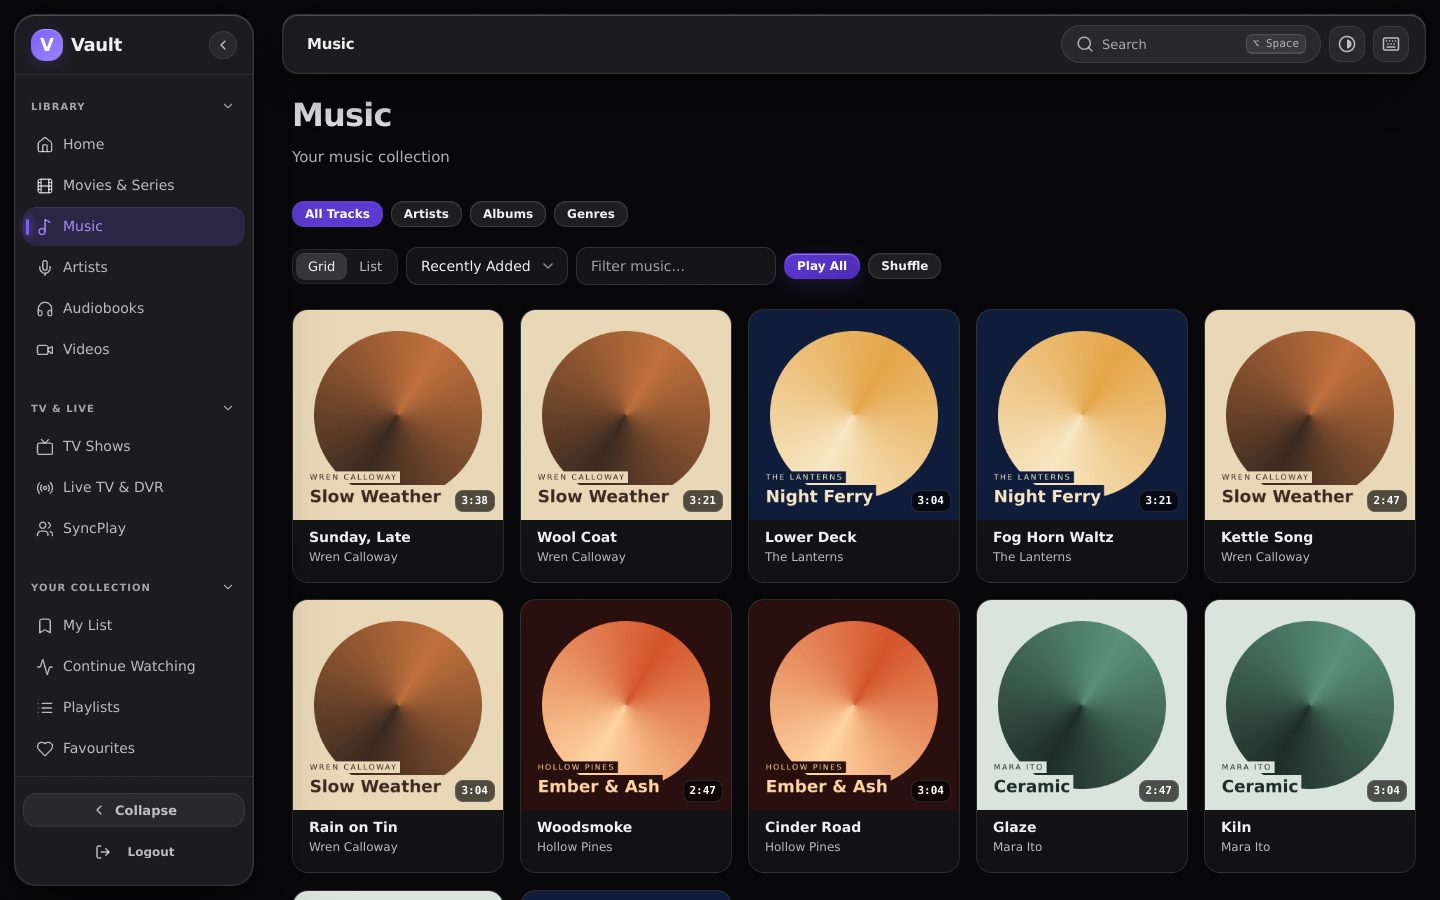 V Vault
LIBRARY
Home
Movies & Series
Music
Artists
Audiobooks
Videos
TV & LIVE
TV Shows
Live TV & DVR
SyncPlay
YOUR COLLECTION
My List
Continue Watching
Playlists
Favourites
Collapse
Logout
Music
Search
⌥ Space
Music
Your music collection
All Tracks
Artists
Albums
Genres
Grid
List
Recently Added
Filter music...
Play All
Shuffle
WREN CALLOWAY
Slow Weather
3:38
Sunday, Late
Wren Calloway
WREN CALLOWAY
Slow Weather
3:21
Wool Coat
Wren Calloway
THE LANTERNS
Night Ferry
3:04
Lower Deck
The Lanterns
THE LANTERNS
Night Ferry
3:21
Fog Horn Waltz
The Lanterns
WREN CALLOWAY
Slow Weather
2:47
Kettle Song
Wren Calloway
WREN CALLOWAY
Slow Weather
3:04
Rain on Tin
Wren Calloway
HOLLOW PINES
Ember & Ash
2:47
Woodsmoke
Hollow Pines
HOLLOW PINES
Ember & Ash
3:04
Cinder Road
Hollow Pines
MARA ITO
Ceramic
2:47
Glaze
Mara Ito
MARA ITO
Ceramic
3:04
Kiln
Mara Ito